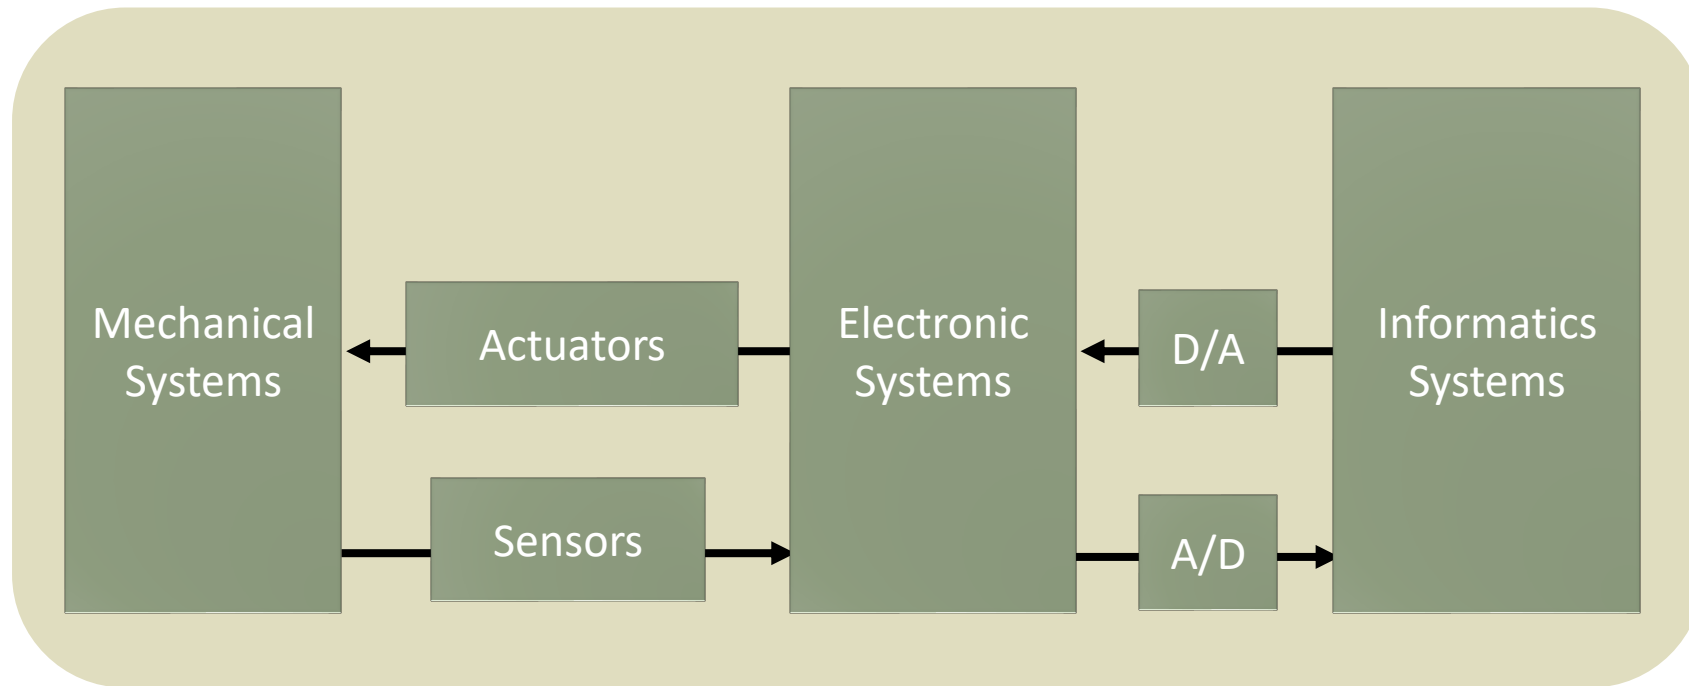 Mechanical
Systems
Actuators
Sensors
Electronic
Systems
D/A
A/D
Informatics
Systems